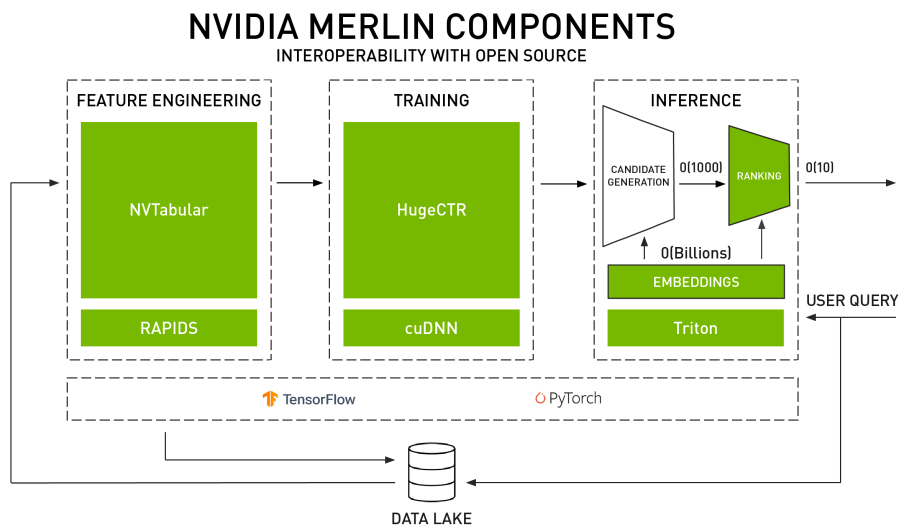 NVIDIA MERLIN COMPONENTS
INTEROPERABILITY WITH OPEN SOURCE
FEATURE ENGINEERING
NVTabular
RAPIDS
TRAINING
HugeCTR
cuDNN
INFERENCE
CANDIDATE
GENERATION
0(1000)
RANKING
0(10)
0(Billions)
EMBEDDINGS
Triton
USER QUERY
TensorFlow
PyTorch
DATA LAKE